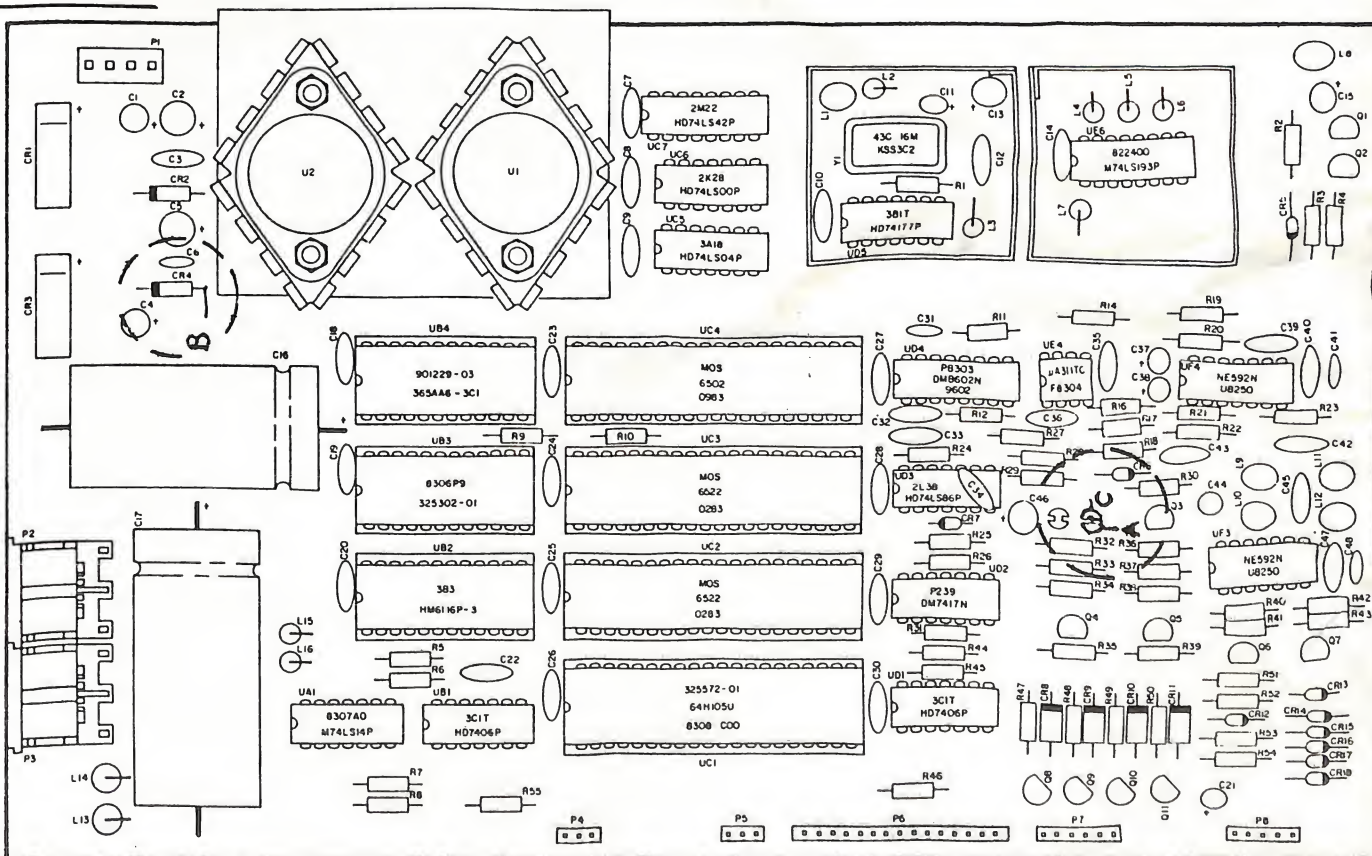 P1
C1
C2
C3
CR1
CR2
C5
C6
CR4
CR3
C4
B
U2
U1
C7
2M22
HD74LS42P
UC7
UC6
C8
2K28
HD74LS00P
UC5
C9
3A18
HD74LS04P
L1
L2
C11
C13
43C 16M
KSS3C2
Y1
C12
C10
R1
381T
HD74177P
UD5
L3
L4
L5
L6
C14
UE6
822400
M74LS193P
L7
L8
C15
Q1
R2
Q2
CR5
R3
R4
C16
C18
UB4
901229-03
365AA6-3C1
C23
UC4
MOS
6502
0983
C27
C31
R11
R14
R19
R20
C39
C40
C41
UD4
P8303
DM8602N
9602
UE4
µA311TC
F8304
C35
C37
C38
UF4
NE592N
U8250
C32
R12
C36
R16
R17
R21
R22
R23
R9
R10
C33
R27
R18
C43
C42
C19
UB3
8306P9
325302-01
C24
UC3
MOS
6522
0283
C28
R24
UD3
2L38
HD74LS86P
C34
R29
R28
CR6
R30
C
A
C46
Q3
C44
L9
L10
C45
L11
L12
CR7
R25
R26
R32
R33
R34
R36
R37
R38
UF3
NE592N
U8250
C47
C48
C17
P2
P3
C20
UB2
383
HM6116P-3
C25
UC2
MOS
6522
0283
C29
UD2
P239
DM7417N
R31
R44
R45
Q4
R35
Q5
R39
R40
R41
R42
R43
Q6
Q7
L15
L16
R5
R6
C22
C26
C30
UA1
8307A0
M74LS14P
UB1
3C1T
HD7406P
325572-01
64H105U
8308 C00
UC1
UD1
3C1T
HD7406P
R47
CR8
R48
CR9
R49
CR10
R50
CR11
R51
R52
CR12
R53
R54
CR13
CR14
CR15
CR16
CR17
CR18
L14
L13
R7
R8
R55
R46
Q8
Q9
Q10
Q11
C21
P4
P5
P6
P7
P8